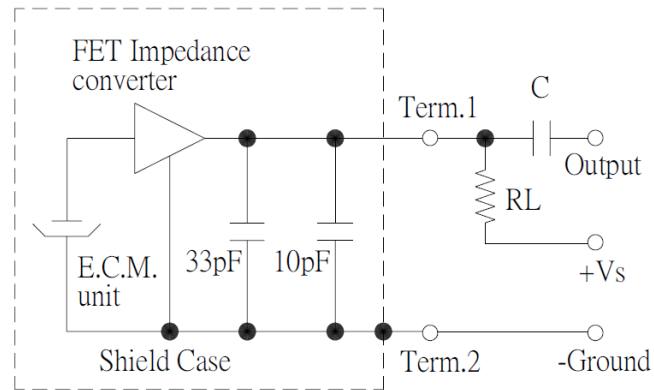 FET Impedance
converter
Term.1
C
Output
RL
+Vs
E.C.M.
unit
33pF
10pF
Shield Case
Term.2
-Ground